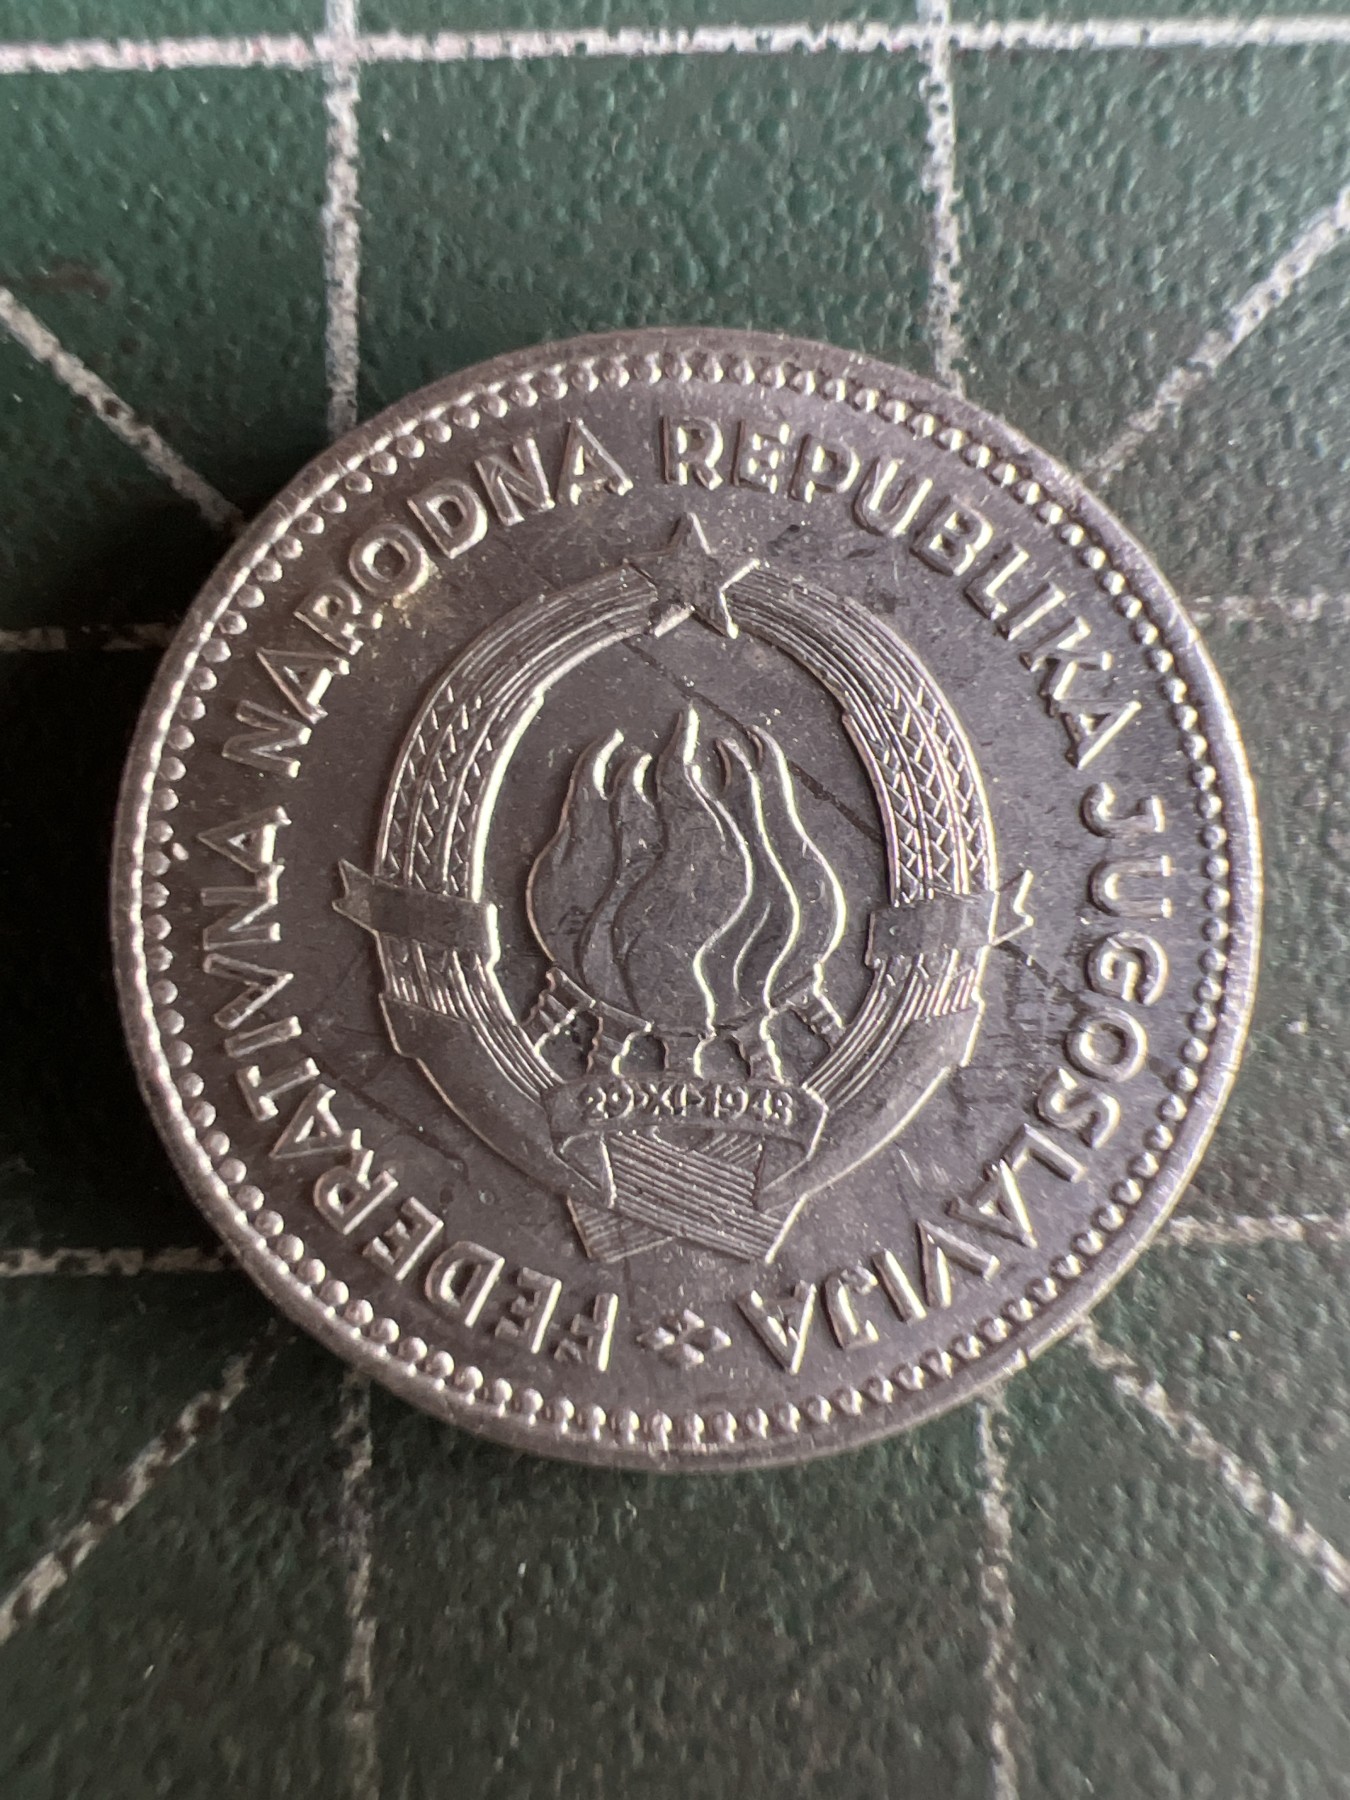 FEDERATIVNA NARODNA REPUBLIKA JUGOSLAVIJA
29•XI•1943